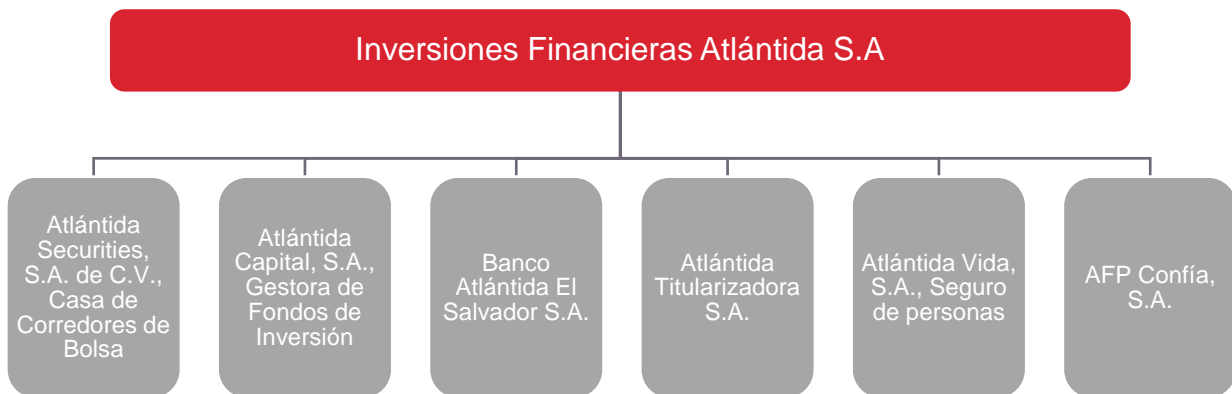 Inversiones Financieras Atlántida S.A
Atlántida
Securities,
S.A. de C.V.,
Casa de
Corredores de
Bolsa
Atlántida
Capital, S.A.,
Gestora de
Fondos de
Inversión
Banco
Atlántida El
Salvador S.A.
Atlántida
Titularizadora
S.A.
Atlántida Vida,
S.A., Seguro
de personas
AFP Confía,
S.A.